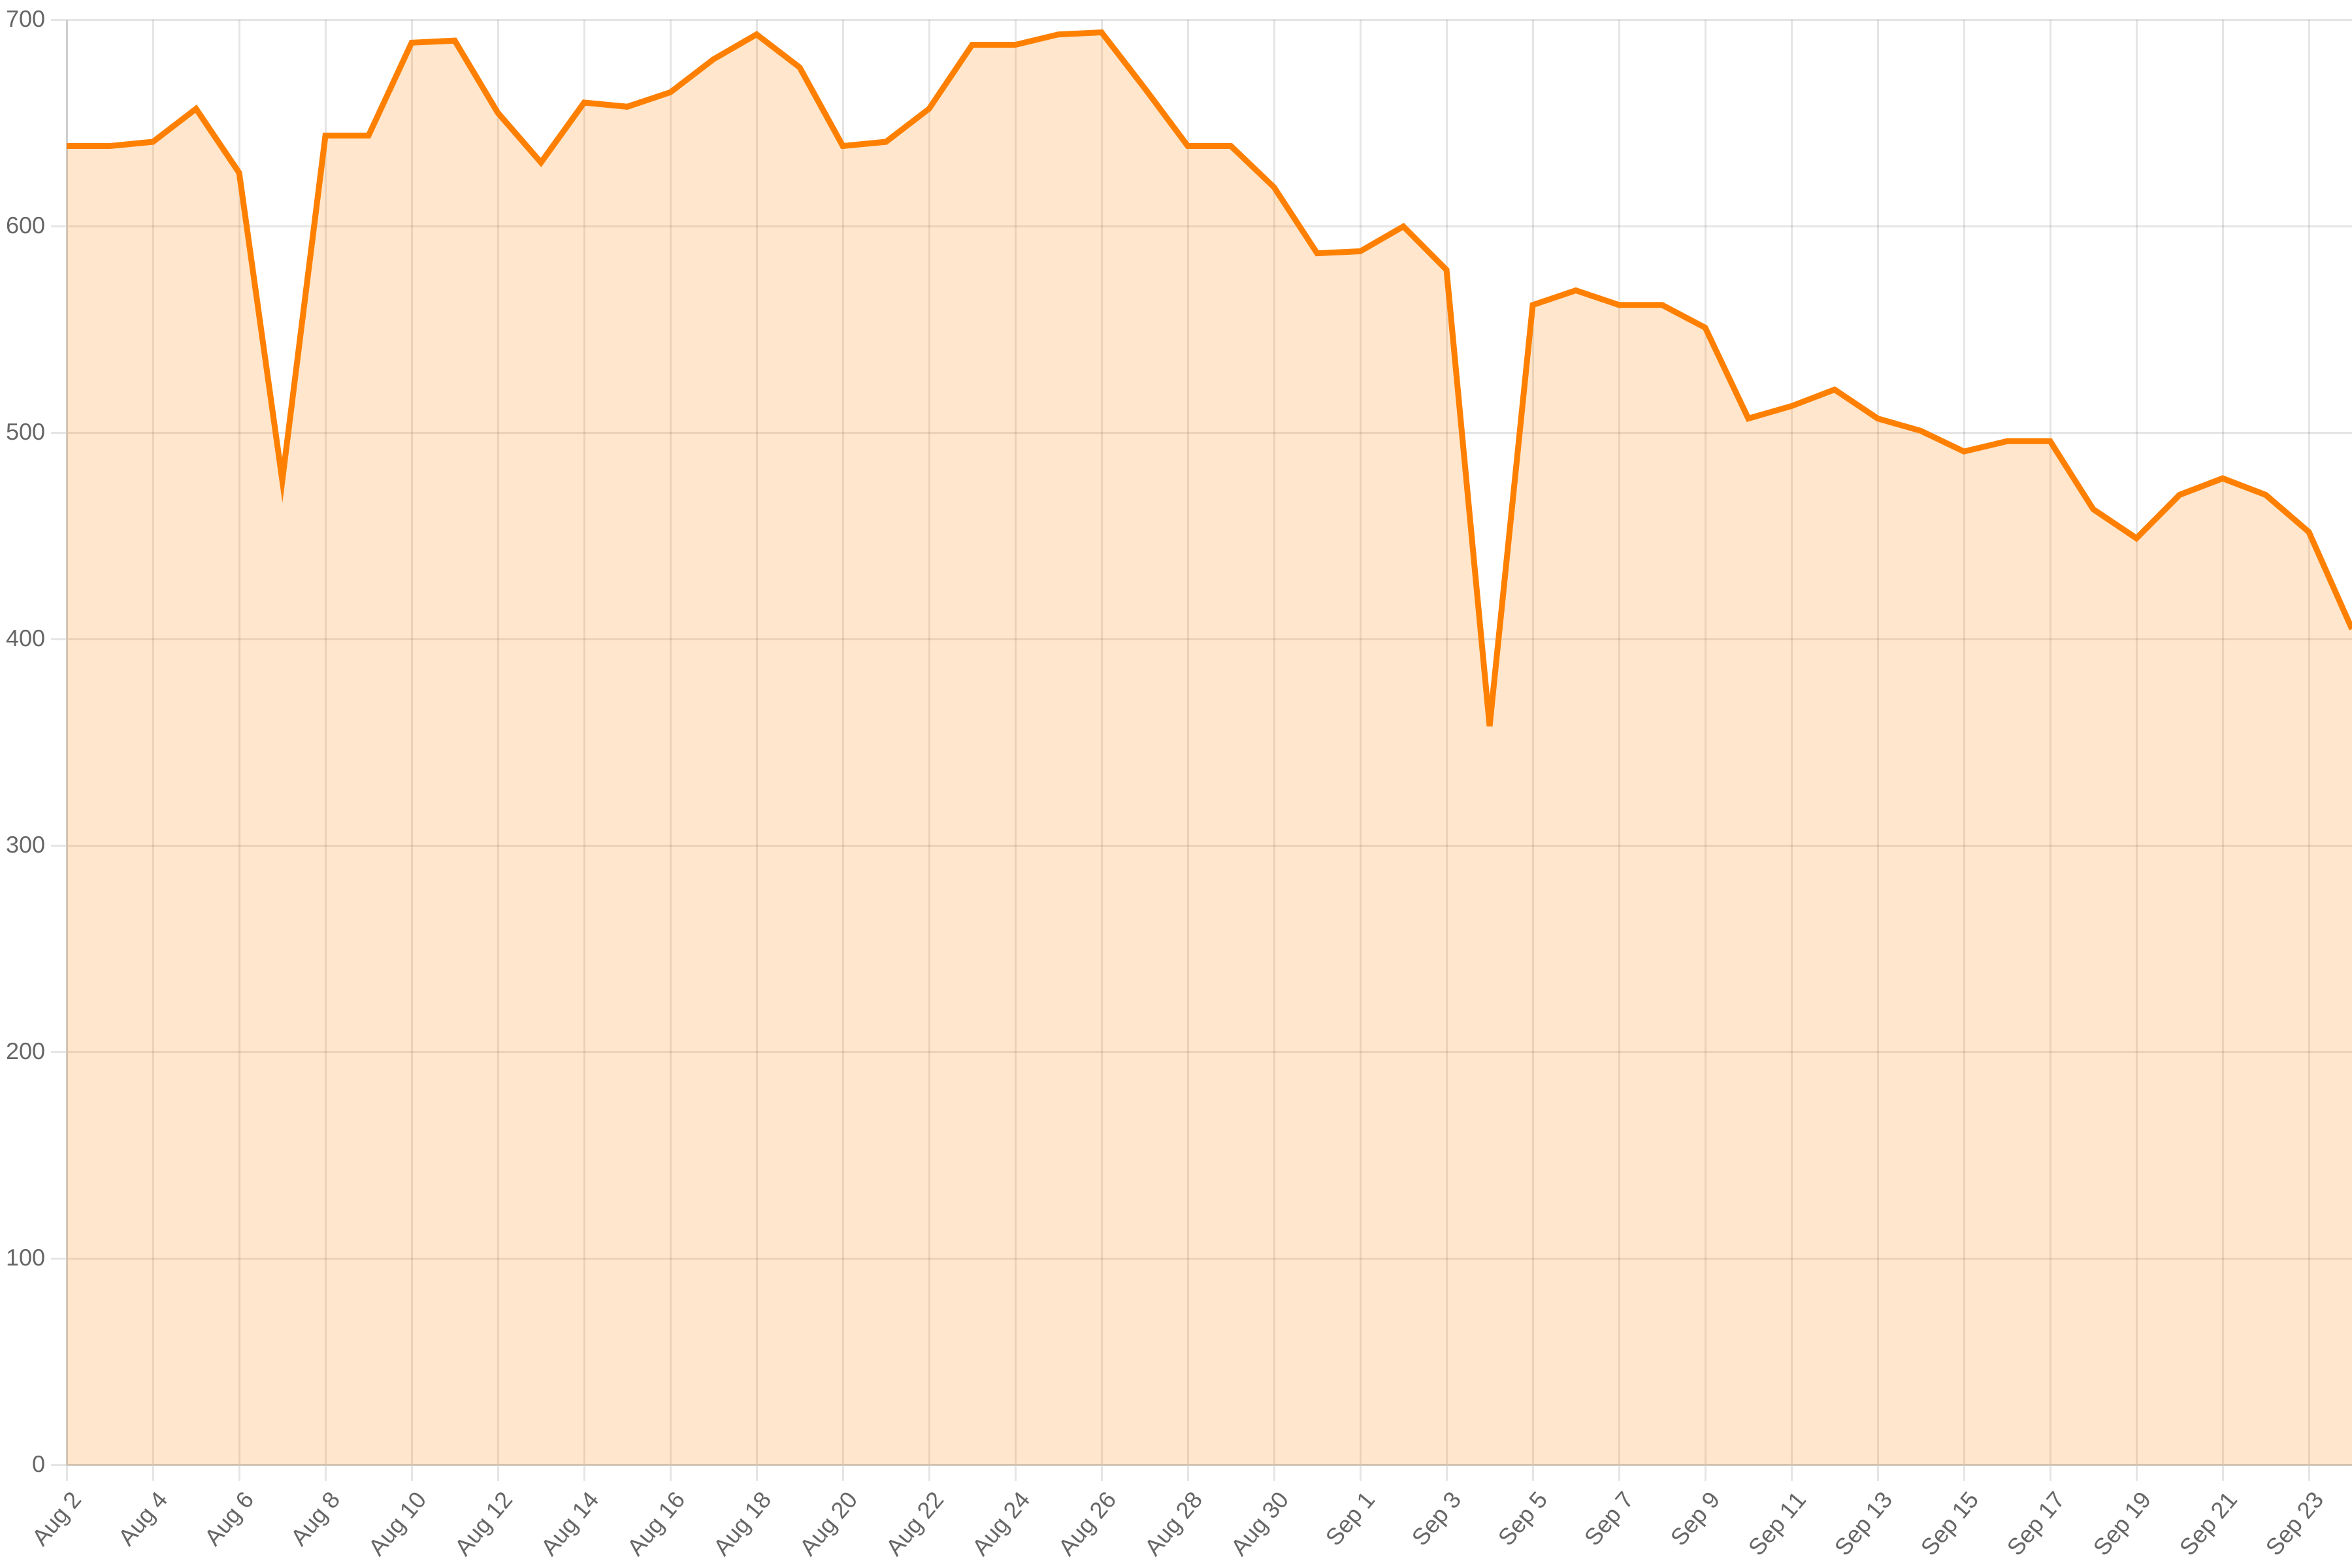 700
600
500
400
300
200
100
0
Aug 2
Aug 4
Aug 6
Aug 8
Aug 10
Aug 12
Aug 14
Aug 16
Aug 18
Aug 20
Aug 22
Aug 24
Aug 26
Aug 28
Aug 30
Sep 1
Sep 3
Sep 5
Sep 7
Sep 9
Sep 11
Sep 13
Sep 15
Sep 17
Sep 19
Sep 21
Sep 23